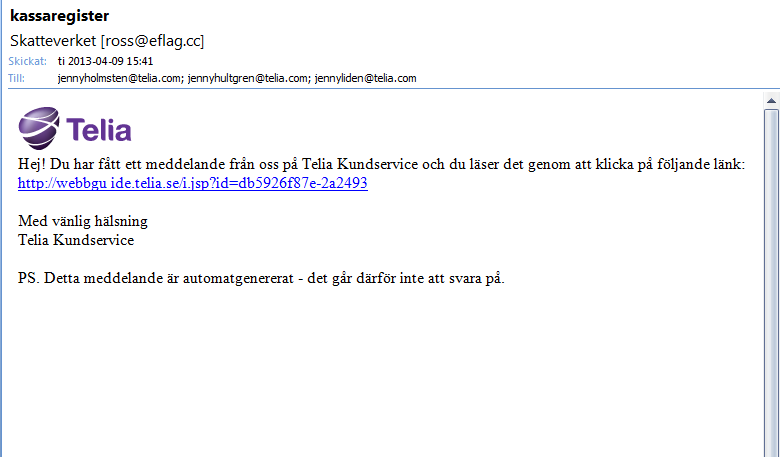 kassaregister
Skatteverket [ross@eflag.cc]
Skickat: ti 2013-04-09 15:41
Till: jennyholmsten@telia.com; jennyhultgren@telia.com; jennyliden@telia.com
Telia
Hej! Du har fått ett meddelande från oss på Telia Kundservice och du läser det genom att klicka på följande länk:
http://webbgu ide.telia.se/i.jsp?id=db5926f87e-2a2493
Med vänlig hälsning
Telia Kundservice
PS. Detta meddelande är automatgenererat - det går därför inte att svara på.